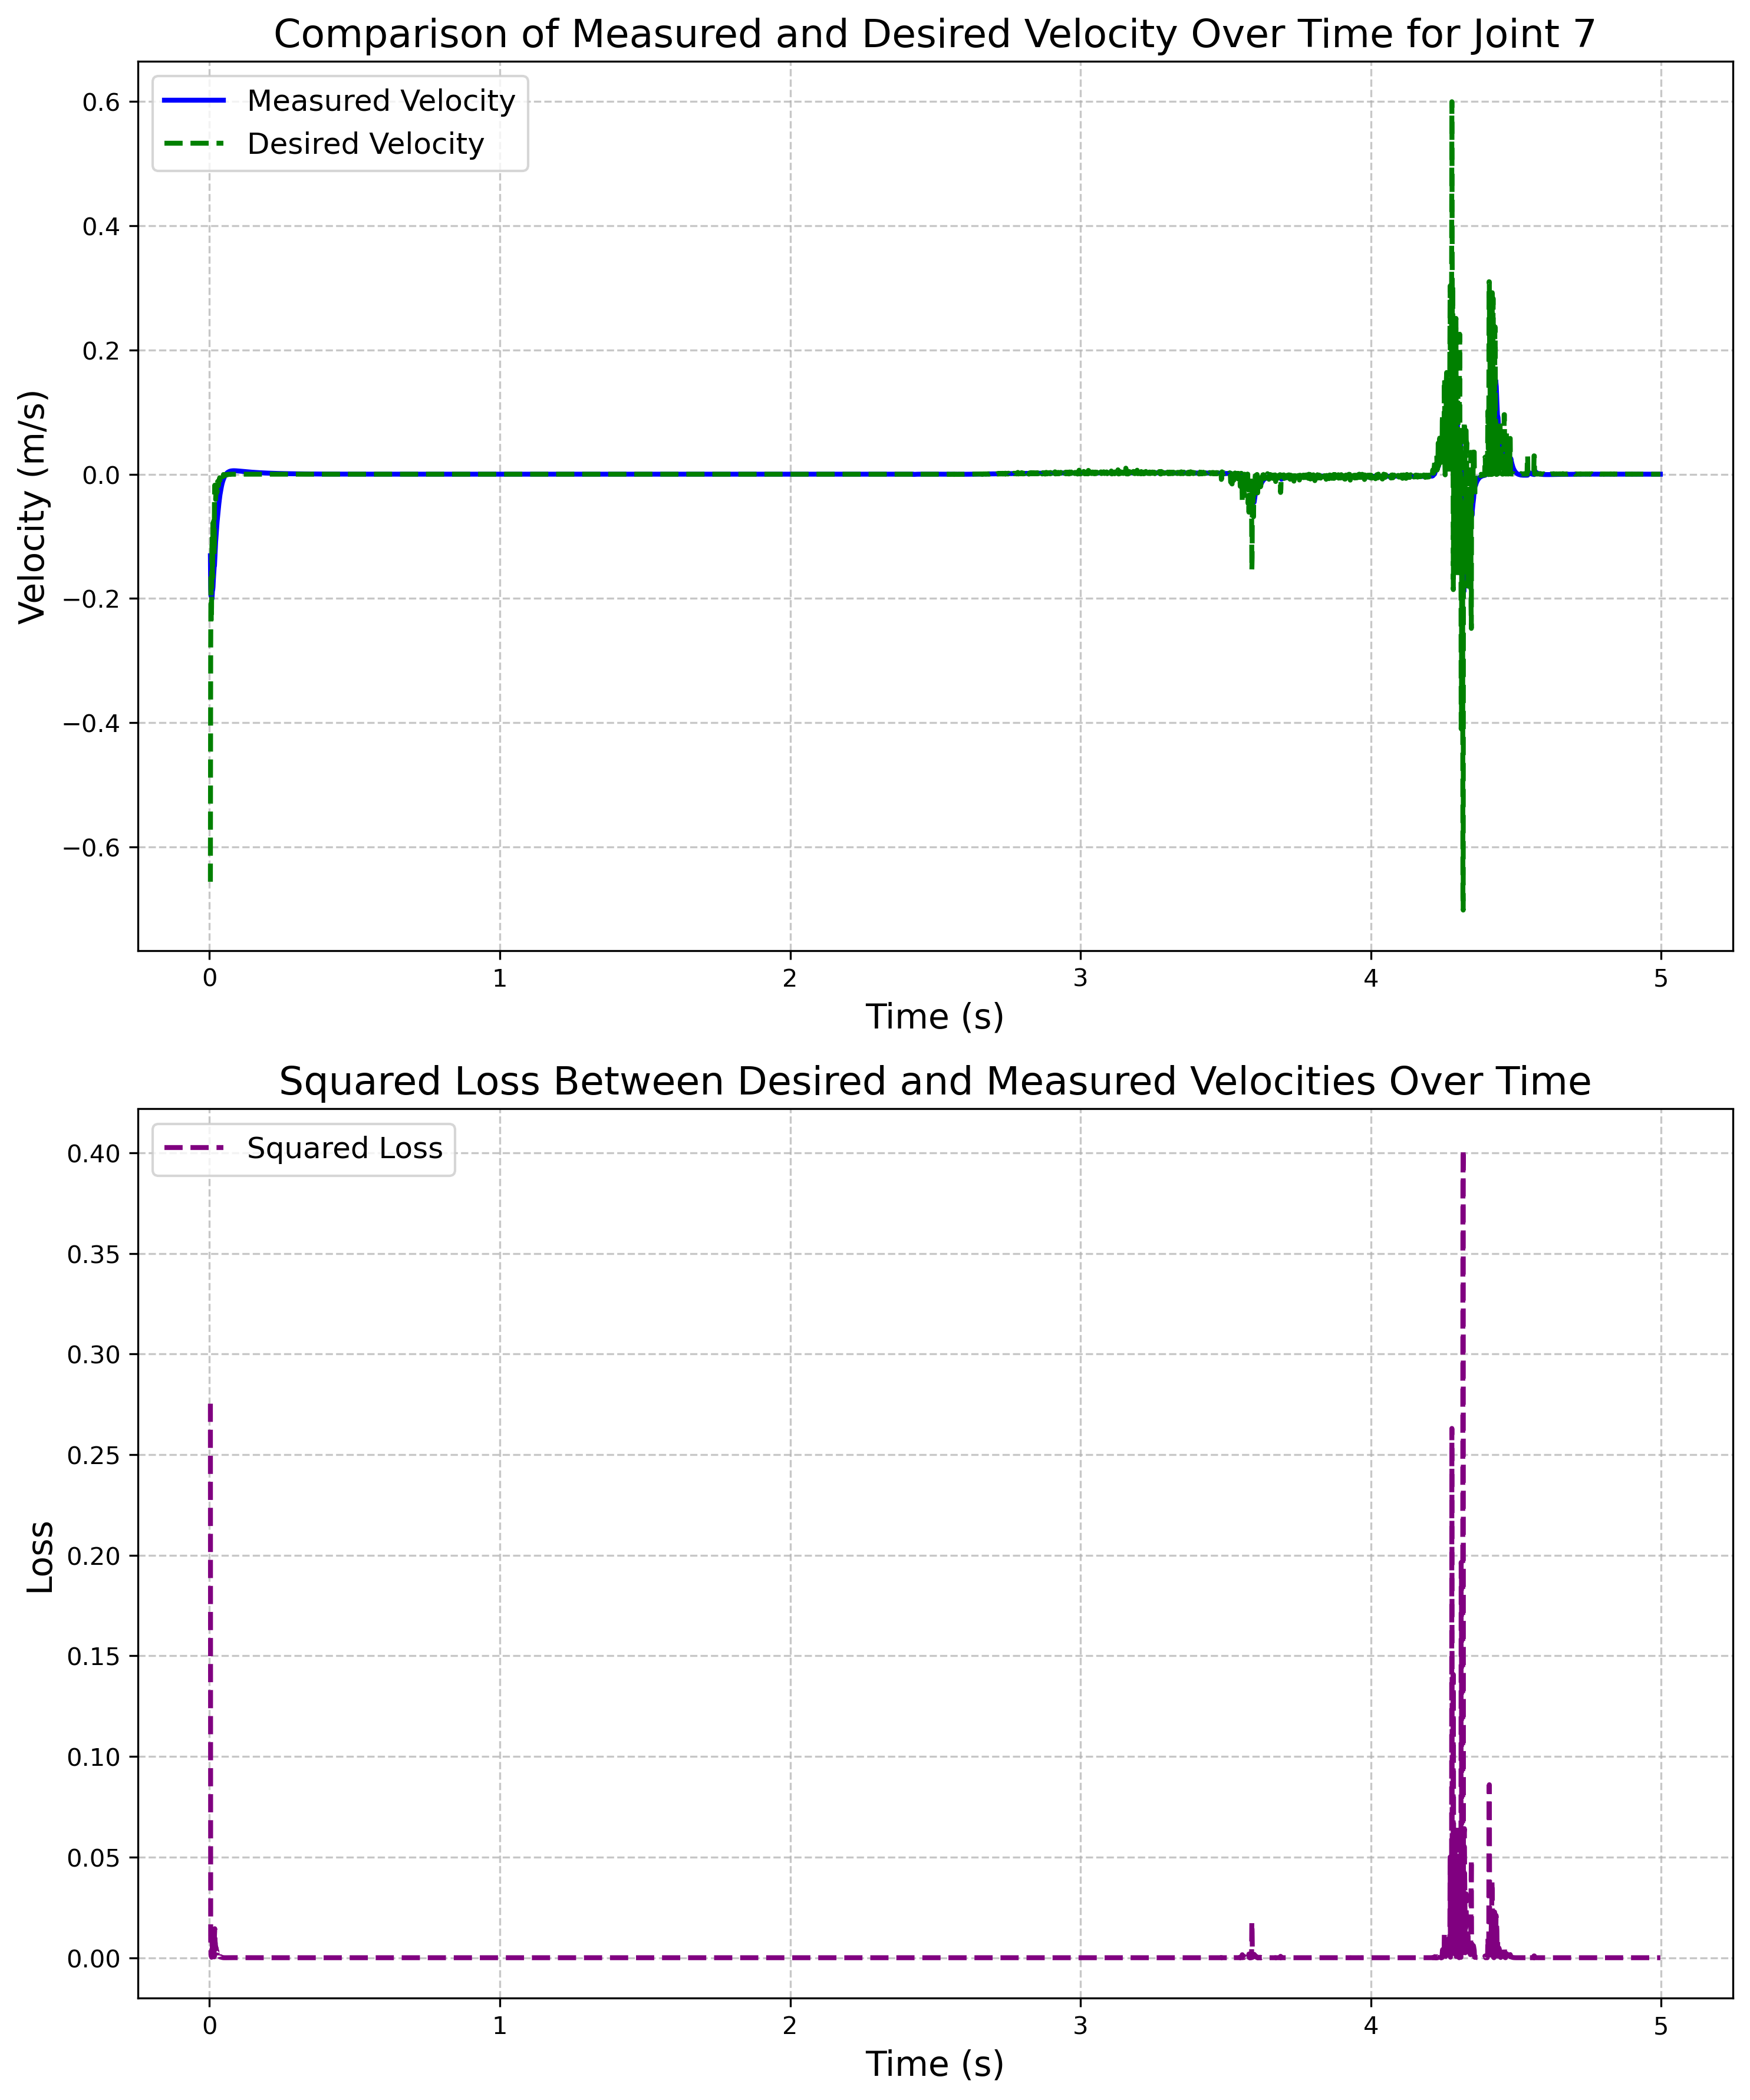 Comparison of Measured and Desired Velocity Over Time for Joint 7
Measured Velocity
Desired Velocity
0.6
0.4
0.2
0.0
−0.2
−0.4
−0.6
Velocity (m/s)
0 1 2 3 4 5
Time (s)
Squared Loss Between Desired and Measured Velocities Over Time
Squared Loss
0.40
0.35
0.30
0.25
0.20
0.15
0.10
0.05
0.00
Loss
0 1 2 3 4 5
Time (s)